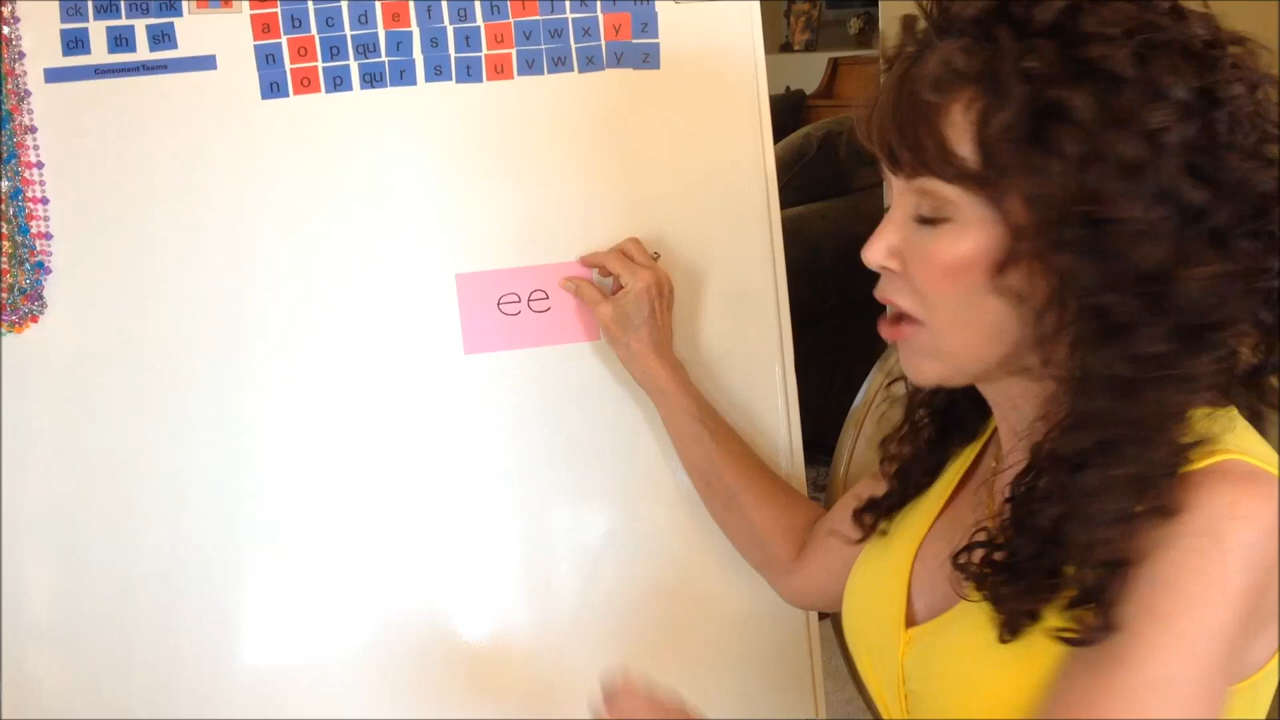 ck wh ng nk
ch th sh
Consonant Teams
a b c d e f g h i j k l m
n o p qu r s t u v w x y z
n o p qu r s t u v w x y z
ee